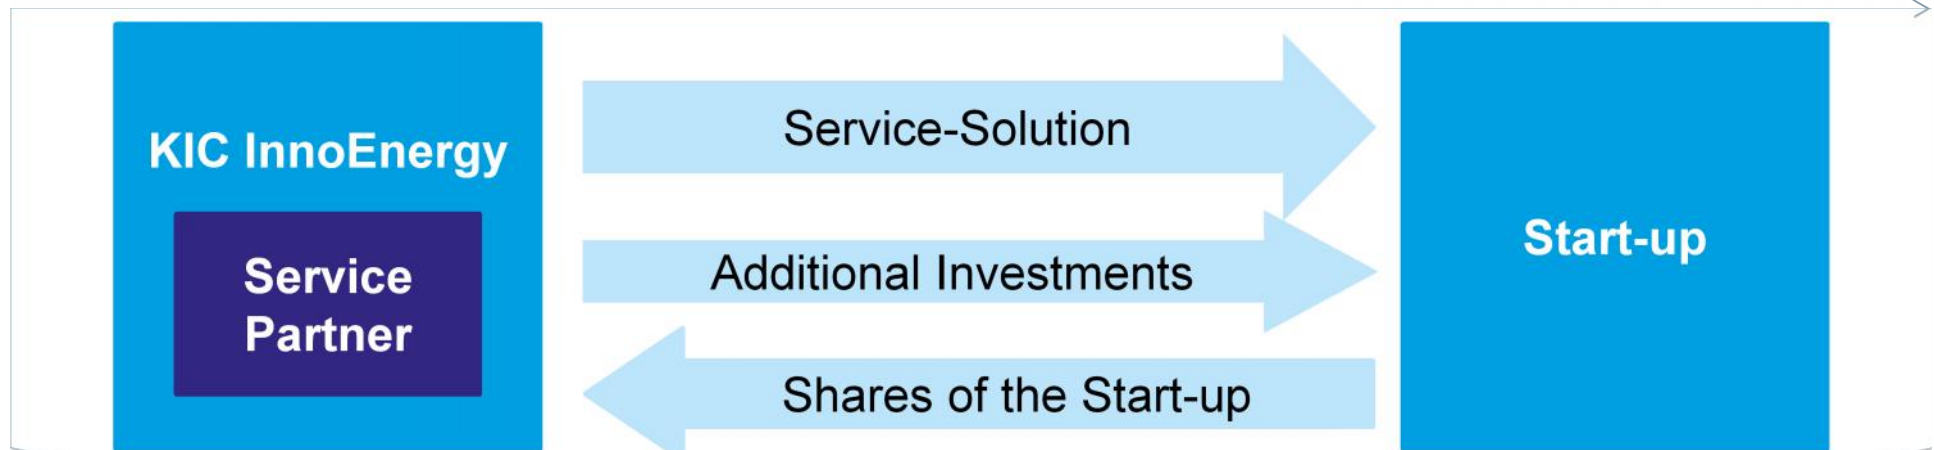 KIC InnoEnergy
Service
Partner
Service-Solution
Additional Investments
Shares of the Start-up
Start-up